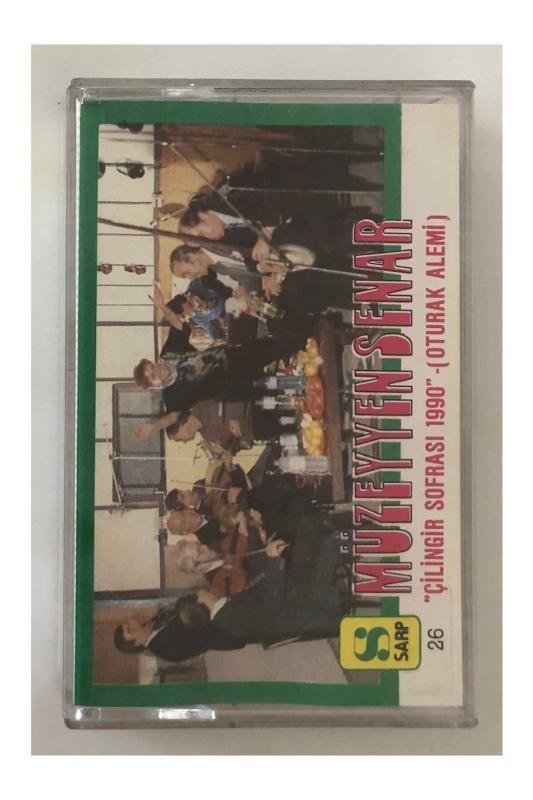 MÜZEYYEN SENAR
"ÇİLİNGİR SOFRASI 1990"-(OTURAK ALEMİ)
S
SARP
26